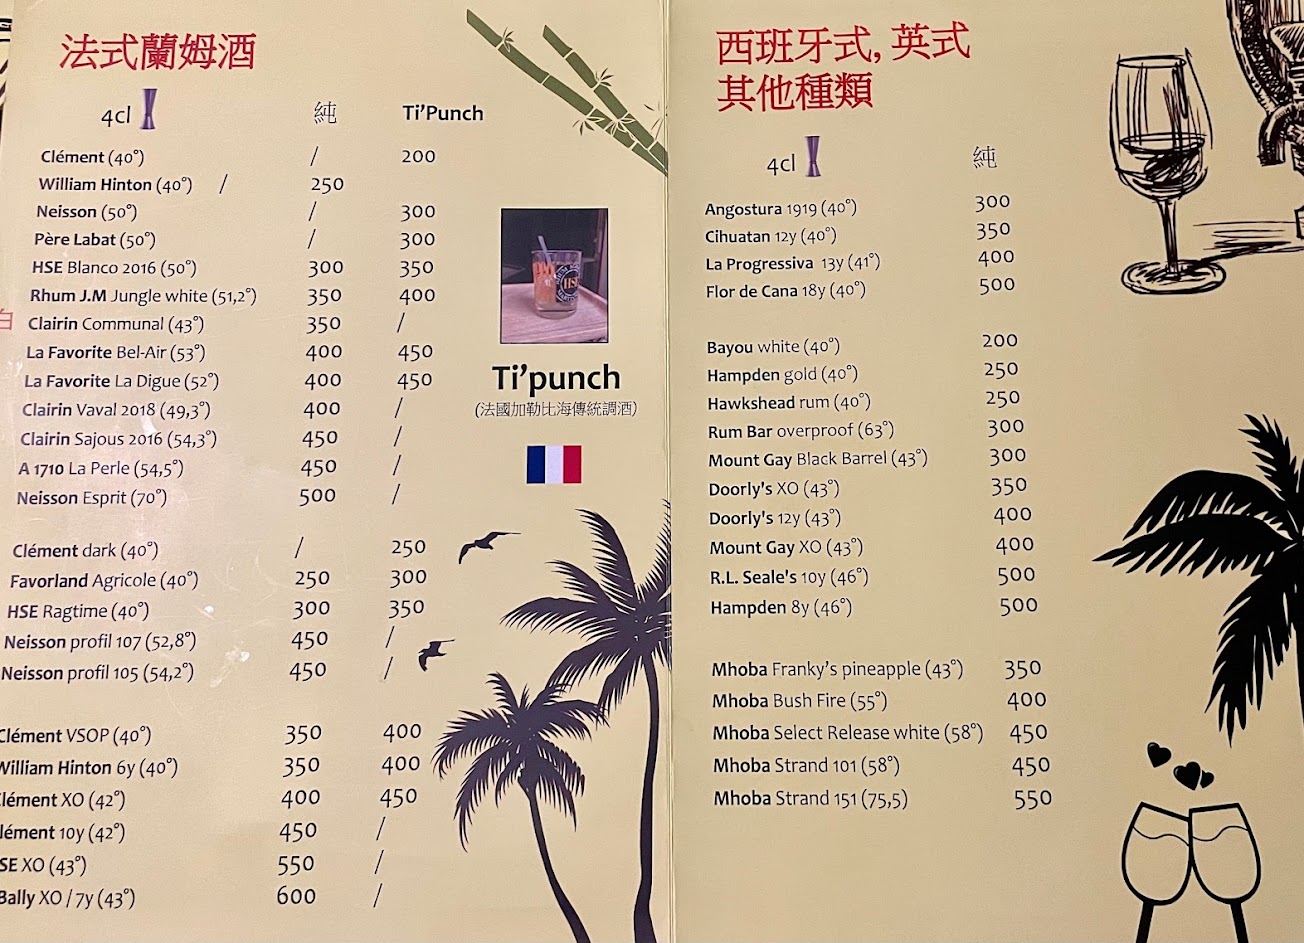 法式蘭姆酒
4cl 純 Ti'Punch
Clément (40°) / 200
William Hinton (40°) / 250
Neisson (50°) / 300
Père Labat (50°) / 300
HSE Blanco 2016 (50°) 300 350
Rhum J.M Jungle white (51,2°) 350 400
白
Clairin Communal (43°) 350 /
La Favorite Bel-Air (53°) 400 450
La Favorite La Digue (52°) 400 450
Clairin Vaval 2018 (49,3°) 400 /
Clairin Sajous 2016 (54,3°) 450 /
A 1710 La Perle (54,5°) 450 /
Neisson Esprit (70°) 500 /
Clément dark (40°) / 250
Favorland Agricole (40°) 250 300
HSE Ragtime (40°) 300 350
Neisson profil 107 (52,8°) 450 /
Neisson profil 105 (54,2°) 450 /
Clément VSOP (40°) 350 400
William Hinton 6y (40°) 350 400
Clément XO (42°) 400 450
lément 10y (42°) 450 /
SE XO (43°) 550 /
Bally XO / 7y (43°) 600 /
HSE
Ti'punch
(法國加勒比海傳統調酒)
西班牙式, 英式
其他種類
4cl 純
Angostura 1919 (40°) 300
Cihuatan 12y (40°) 350
La Progressiva 13y (41°) 400
Flor de Cana 18y (40°) 500
Bayou white (40°) 200
Hampden gold (40°) 250
Hawkshead rum (40°) 250
Rum Bar overproof (63°) 300
Mount Gay Black Barrel (43°) 300
Doorly's XO (43°) 350
Doorly's 12y (43°) 400
Mount Gay XO (43°) 400
R.L. Seale's 10y (46°) 500
Hampden 8y (46°) 500
Mhoba Franky's pineapple (43°) 350
Mhoba Bush Fire (55°) 400
Mhoba Select Release white (58°) 450
Mhoba Strand 101 (58°) 450
Mhoba Strand 151 (75,5) 550